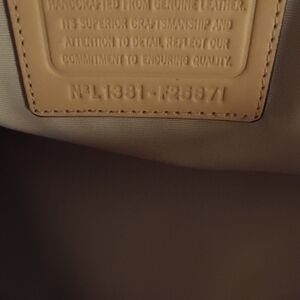 HANDCRAFTED FROM GENUINE LEATHER.
ITS SUPERIOR CRAFTSMANSHIP AND
ATTENTION TO DETAIL REFLECT OUR
COMMITMENT TO ENDURING QUALITY.
Nº L1381-F25671